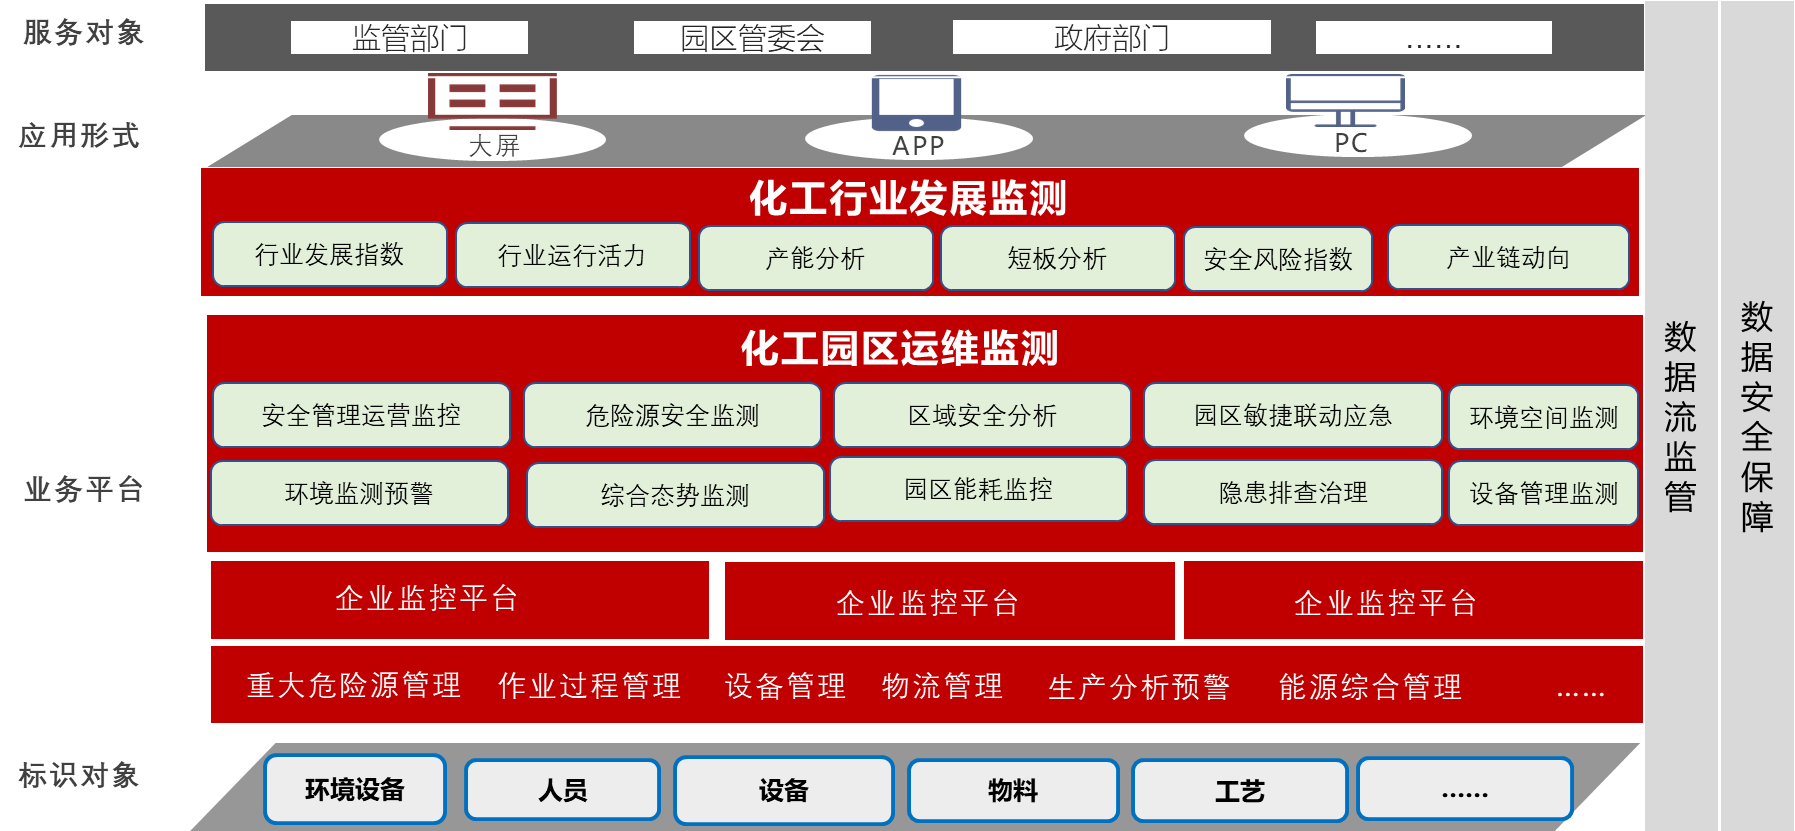 服务对象
监管部门
园区管委会
政府部门
……
应用形式
大屏
APP
PC
化工行业发展监测
行业发展指数
行业运行活力
产能分析
短板分析
安全风险指数
产业链动向
业务平台
化工园区运维监测
安全管理运营监控
危险源安全监测
区域安全分析
园区敏捷联动应急
环境空间监测
环境监测预警
综合态势监测
园区能耗监控
隐患排查治理
设备管理监测
企业监控平台
企业监控平台
企业监控平台
重大危险源管理
作业过程管理
设备管理
物流管理
生产分析预警
能源综合管理
……
标识对象
环境设备
人员
设备
物料
工艺
……
数据流监管
数据安全保障